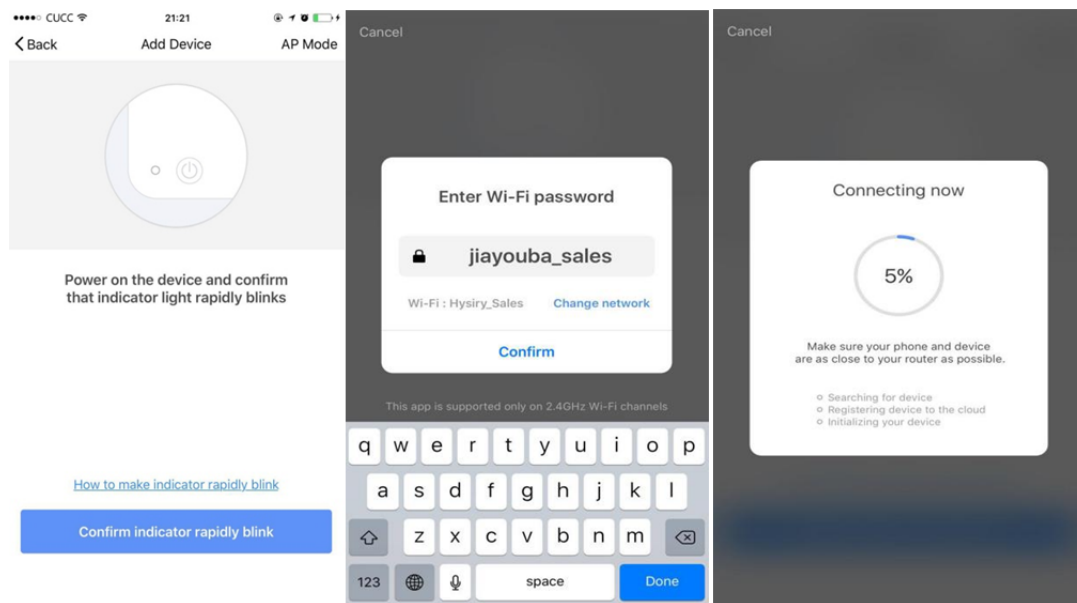 CUCC
21:21
Back
Add Device
AP Mode
Power on the device and confirm
that indicator light rapidly blinks
How to make indicator rapidly blink
Confirm indicator rapidly blink
Cancel
Enter Wi-Fi password
jiayouba_sales
Wi-Fi : Hysiry_Sales
Change network
Confirm
This app is supported only on 2.4GHz Wi-Fi channels
q w e r t y u i o p
a s d f g h j k l
z x c v b n m
123
space
Done
Cancel
Connecting now
5%
Make sure your phone and device
are as close to your router as possible.
Searching for device
Registering device to the cloud
Initializing your device